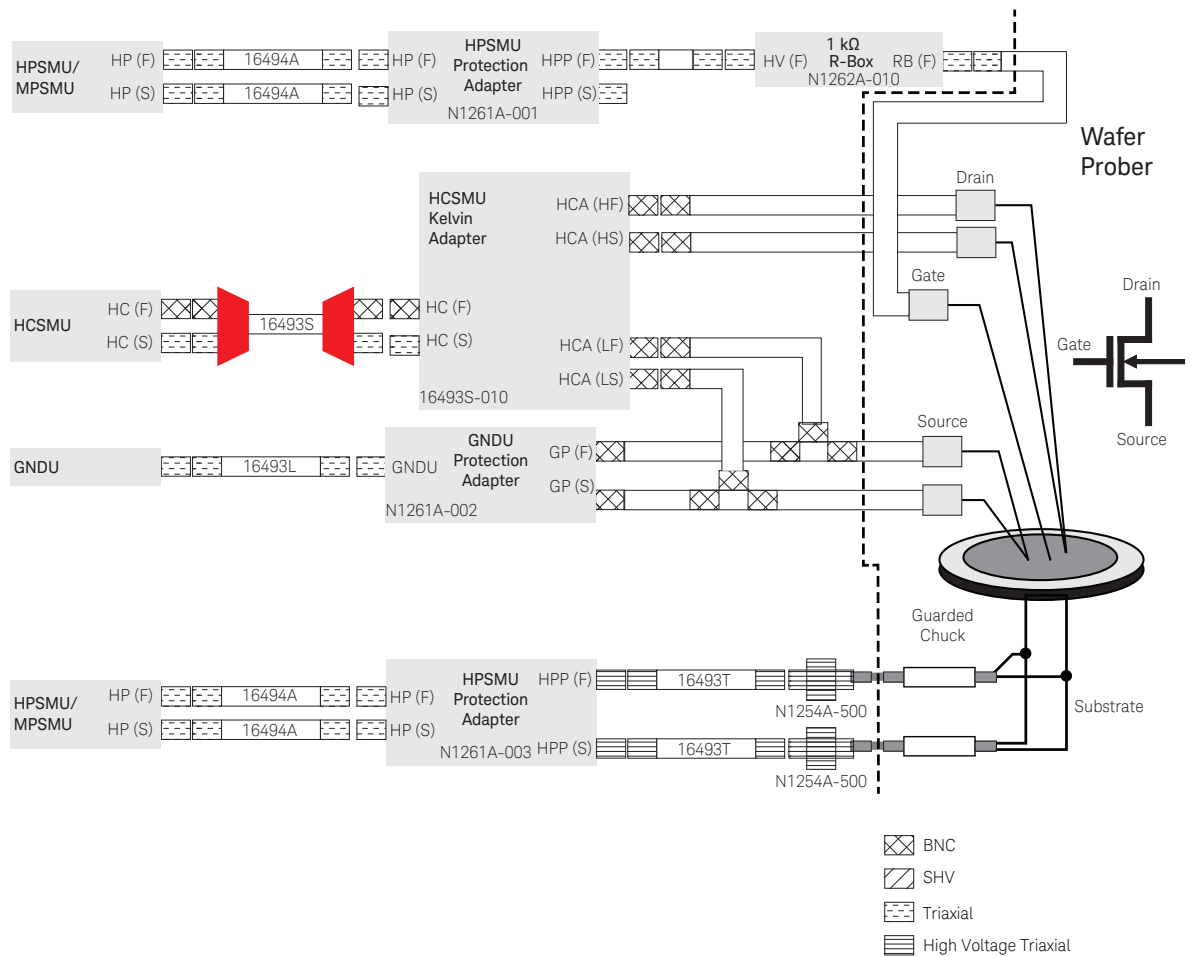 HPSMU/
MPSMU
HP (F)
HP (S)
16494A
16494A
HP (F)
HP (S)
HPSMU
Protection
Adapter
N1261A-001
HPP (F)
HPP (S)
HV (F)
1 kΩ
R-Box
N1262A-010
RB (F)
Wafer
Prober
HCSMU
HC (F)
HC (S)
16493S
HC (F)
HC (S)
HCSMU
Kelvin
Adapter
16493S-010
HCA (HF)
HCA (HS)
HCA (LF)
HCA (LS)
Drain
Gate
Drain
Gate
Source
GNDU
16493L
GNDU
GNDU
Protection
Adapter
N1261A-002
GP (F)
GP (S)
Source
HPSMU/
MPSMU
HP (F)
HP (S)
16494A
16494A
HP (F)
HP (S)
HPSMU
Protection
Adapter
N1261A-003
HPP (F)
HPP (S)
16493T
16493T
N1254A-500
N1254A-500
Guarded
Chuck
Substrate
BNC
SHV
Triaxial
High Voltage Triaxial